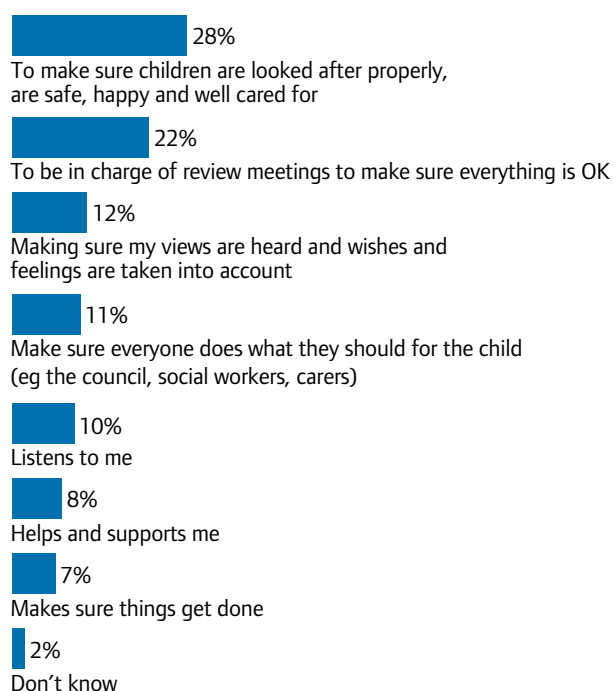 28%
To make sure children are looked after properly,
are safe, happy and well cared for
22%
To be in charge of review meetings to make sure everything is OK
12%
Making sure my views are heard and wishes and
feelings are taken into account
11%
Make sure everyone does what they should for the child
(eg the council, social workers, carers)
10%
Listens to me
8%
Helps and supports me
7%
Makes sure things get done
2%
Don’t know